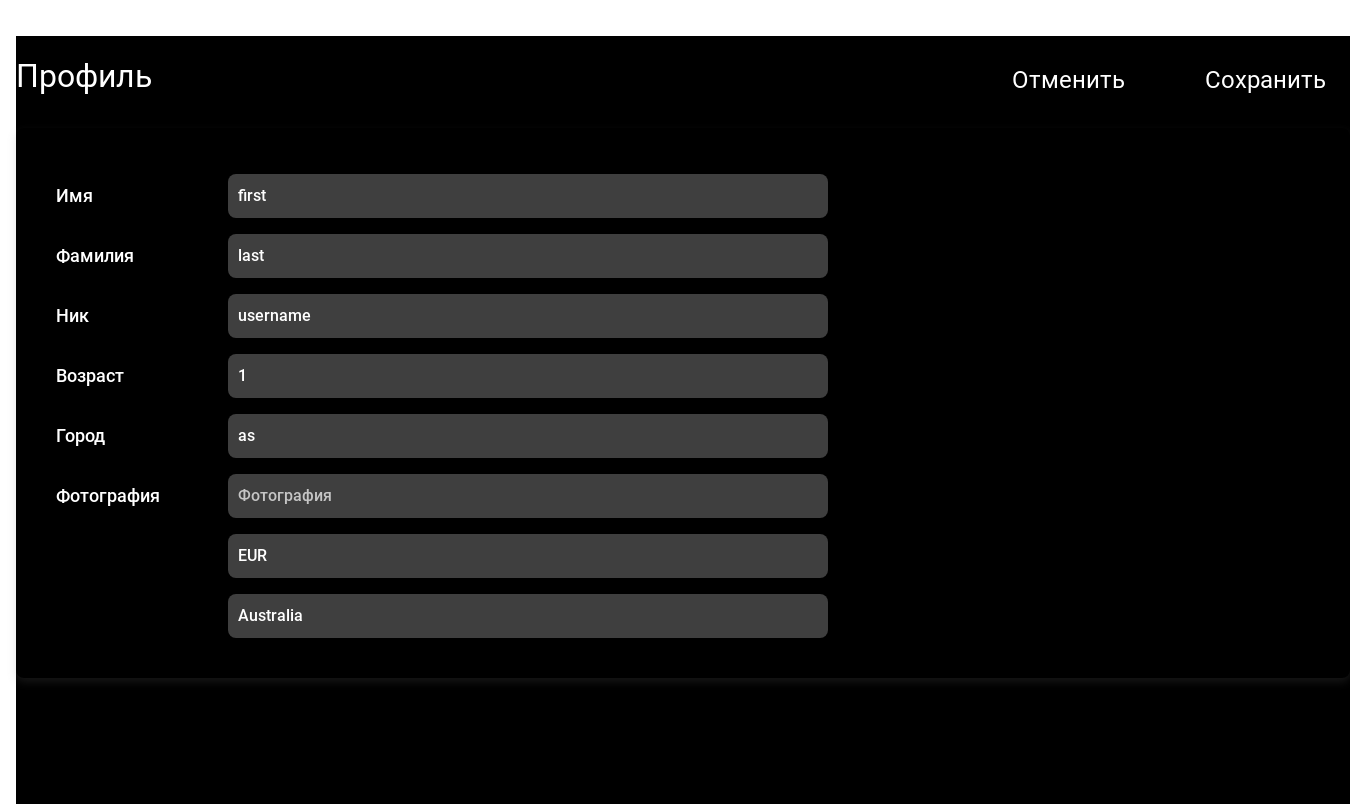 Профиль
Отменить
Сохранить
Имя
first
Фамилия
last
Ник
username
Возраст
1
Город
as
Фотография
Фотография
EUR
Australia